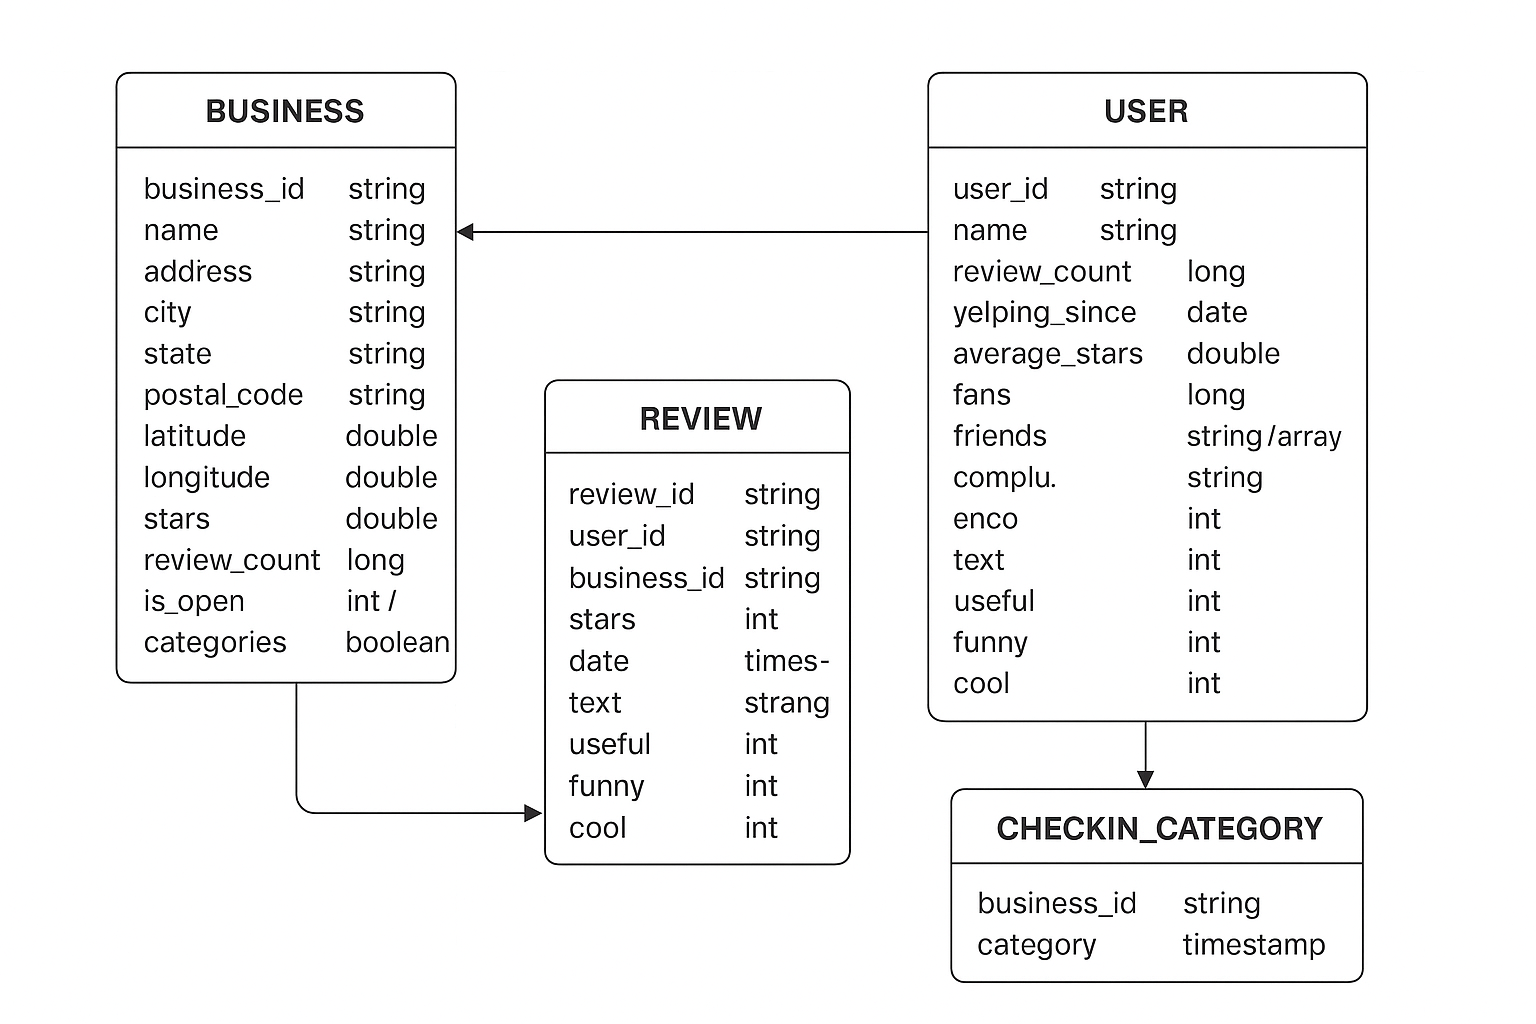 BUSINESS
business_id string
name string
address string
city string
state string
postal_code string
latitude double
longitude double
stars double
review_count long
is_open int /
categories boolean
USER
user_id string
name string
review_count long
yelping_since date
average_stars double
fans long
friends string/array
complu. string
enco int
text int
useful int
funny int
cool int
REVIEW
review_id string
user_id string
business_id string
stars int
date times-
text strang
useful int
funny int
cool int
CHECKIN_CATEGORY
business_id string
category timestamp